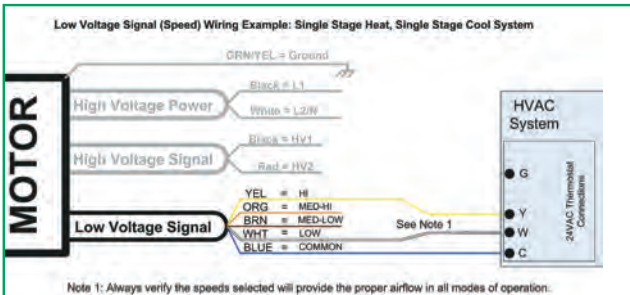 Low Voltage Signal (Speed) Wiring Example: Single Stage Heat, Single Stage Cool System
GRN/YEL = Ground
MOTOR
High Voltage Power
Black = L1
White = L2/N
High Voltage Signal
Black = HV1
Red = HV2
Low Voltage Signal
YEL = HI
ORG = MED-HI
BRN = MED-LOW
WHT = LOW
BLUE = COMMON
See Note 1
HVAC
System
G
Y
W
C
24VAC Thermostat
Connections
Note 1: Always verify the speeds selected will provide the proper airflow in all modes of operation.